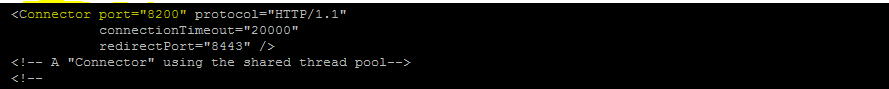 <Connector port="8200" protocol="HTTP/1.1"
connectionTimeout="20000"
redirectPort="8443" />
<!-- A "Connector" using the shared thread pool-->
<!--